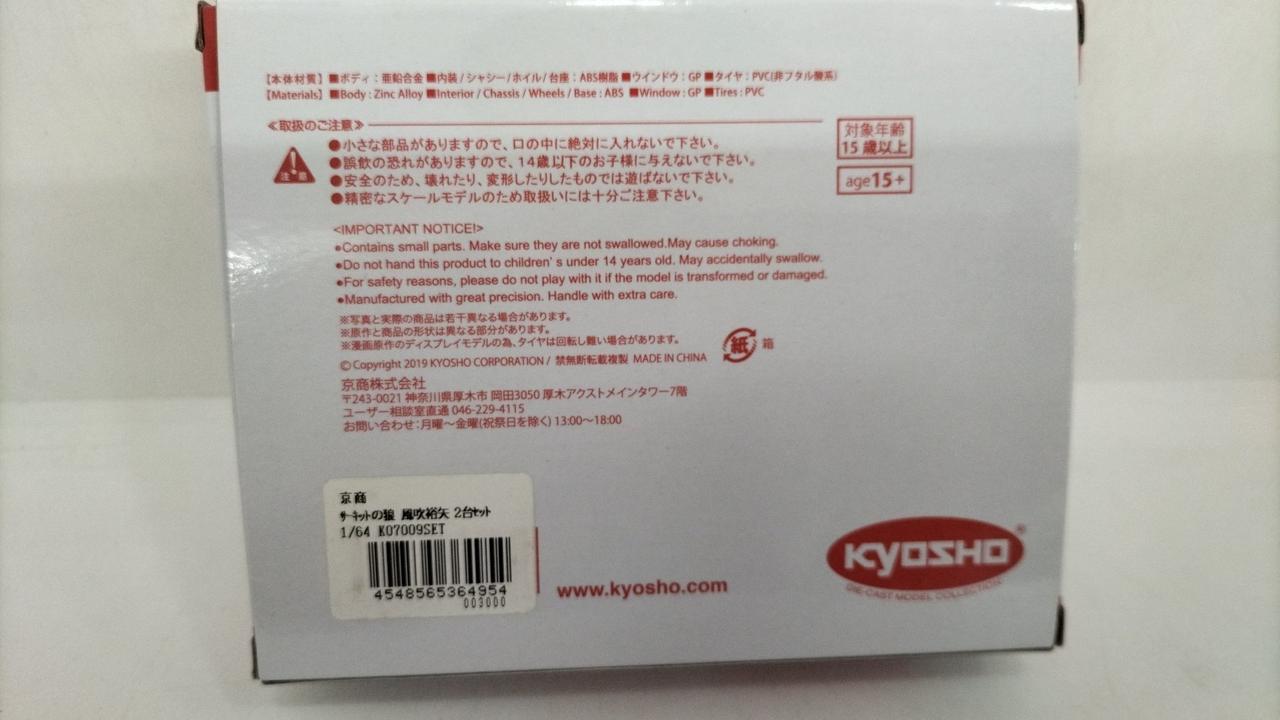 【本体材質】 ■ボディ：亜鉛合金 ■内装/シャシー/ホイル/台座：ABS樹脂 ■ウインドウ：GP ■タイヤ：PVC(非フタル酸系)
【Materials】 ■Body : Zinc Alloy ■Interior / Chassis / Wheels / Base : ABS ■Window : GP ■Tires : PVC
≪取扱のご注意≫
注意
●小さな部品がありますので、口の中に絶対に入れないで下さい。
●誤飲の恐れがありますので、14歳以下のお子様に与えないで下さい。
●安全のため、壊れたり、変形したりしたものでは遊ばないで下さい。
●精密なスケールモデルのため取扱いには十分ご注意下さい。
対象年齢
15歳以上
age15+
<IMPORTANT NOTICE!>
●Contains small parts. Make sure they are not swallowed.May cause choking.
●Do not hand this product to children' s under 14 years old. May accidentally swallow.
●For safety reasons, please do not play with it if the model is transformed or damaged.
●Manufactured with great precision. Handle with extra care.
※写真と実際の商品は若干異なる場合があります。
※原作と商品の形状は異なる部分があります。
※漫画原作のディスプレイモデルの為、タイヤは回転し難い場合があります。
紙 箱
© Copyright 2019 KYOSHO CORPORATION / 禁無断転載複製 MADE IN CHINA
京商株式会社
〒243-0021 神奈川県厚木市 岡田3050 厚木アクストメインタワー7階
ユーザー相談室直通 046-229-4115
お問い合わせ：月曜～金曜(祝祭日を除く) 13:00～18:00
京商
サーキットの狼 風吹裕矢 2台セット
1/64 K07009SET
4548565364954
003000
www.kyosho.com
KYOSHO®
DIE-CAST MODEL COLLECTION